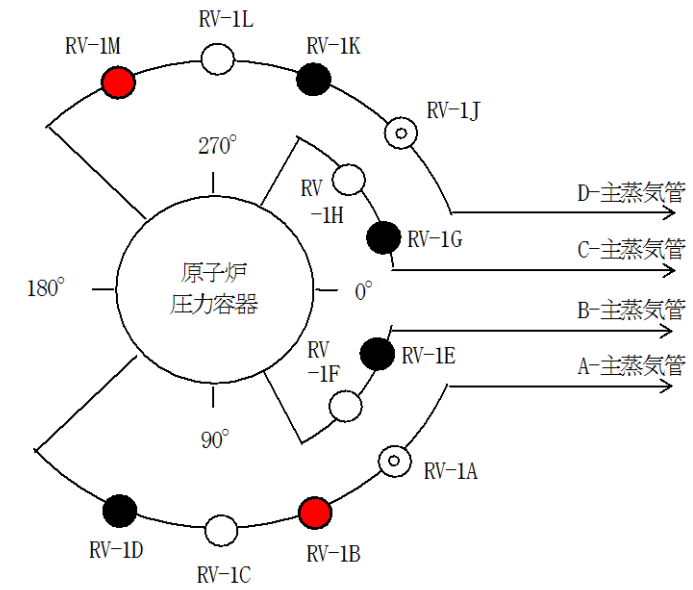 RV-1L
RV-1M
RV-1K
RV-1J
270°
RV
-1H
D-主蒸気管
RV-1G
C-主蒸気管
原子炉
圧力容器
180°
0°
B-主蒸気管
RV
-1F
RV-1E
A-主蒸気管
90°
RV-1A
RV-1D
RV-1B
RV-1C